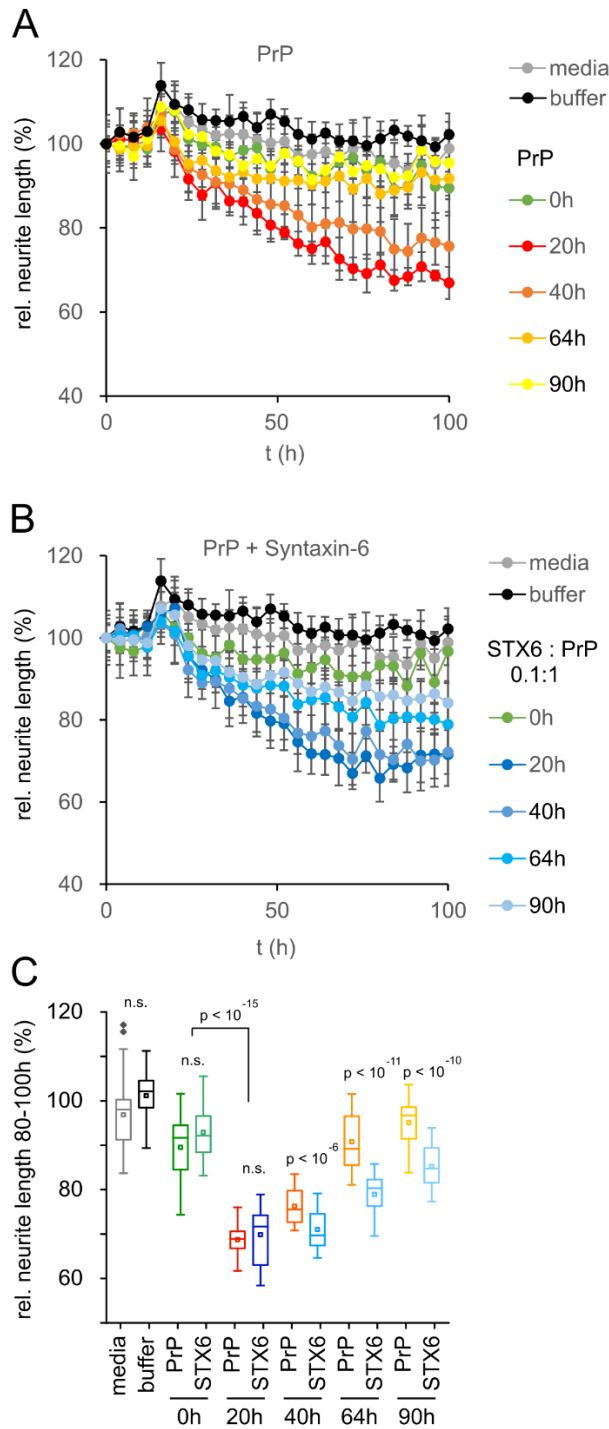 A
PrP
rel. neurite length (%)
120
100
80
60
40
0
50
100
t (h)
media
buffer
PrP
0h
20h
40h
64h
90h
B
PrP + Syntaxin-6
rel. neurite length (%)
120
100
80
60
40
0
50
100
t (h)
media
buffer
STX6 : PrP
0.1:1
0h
20h
40h
64h
90h
C
rel. neurite length 80-100h (%)
120
100
80
60
n.s.
p < 10 -15
n.s.
n.s.
p < 10 -6
p < 10 -11
p < 10 -10
media
buffer
PrP
STX6
PrP
STX6
PrP
STX6
PrP
STX6
PrP
STX6
0h
20h
40h
64h
90h